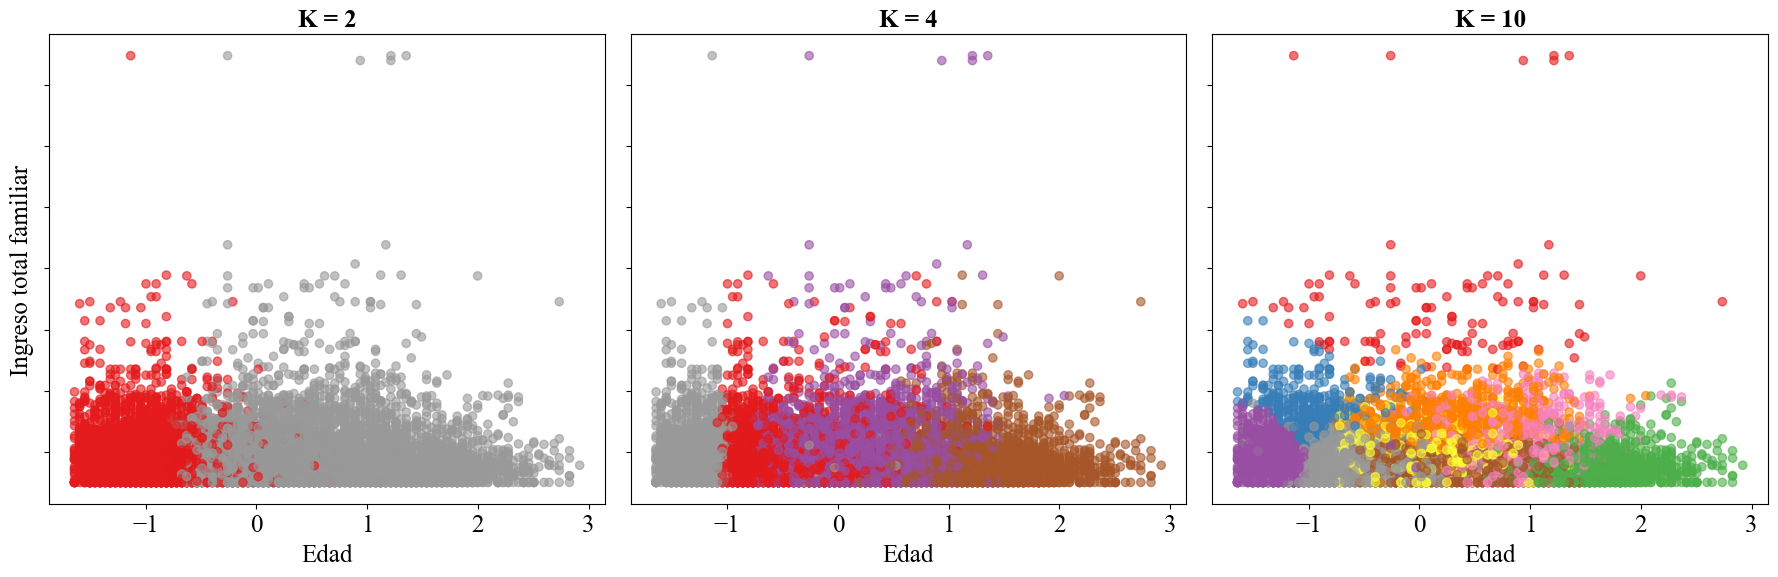 K = 2
K = 4
K = 10
Ingreso total familiar
−1 0 1 2 3
−1 0 1 2 3
−1 0 1 2 3
Edad
Edad
Edad